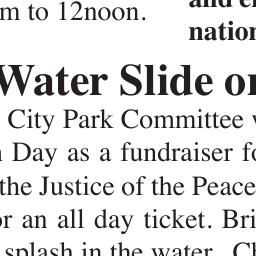 m to 12noon.
and e
nation
Water Slide o
City Park Committee
Day as a fundraiser fo
the Justice of the Peace
or an all day ticket. Bri
splash in the water. Ch